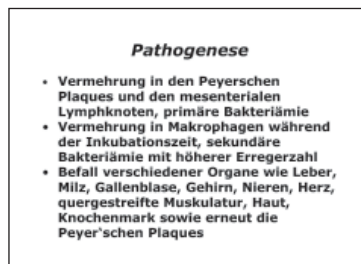 Pathogenese
• Vermehrung in den Peyerschen
Plaques und den mesenterialen
Lymphknoten, primäre Bakteriämie
• Vermehrung in Makrophagen während
der Inkubationszeit, sekundäre
Bakteriämie mit höherer Erregerzahl
• Befall verschiedener Organe wie Leber,
Milz, Gallenblase, Gehirn, Nieren, Herz,
quergestreifte Muskulatur, Haut,
Knochenmark sowie erneut die
Peyer'schen Plaques